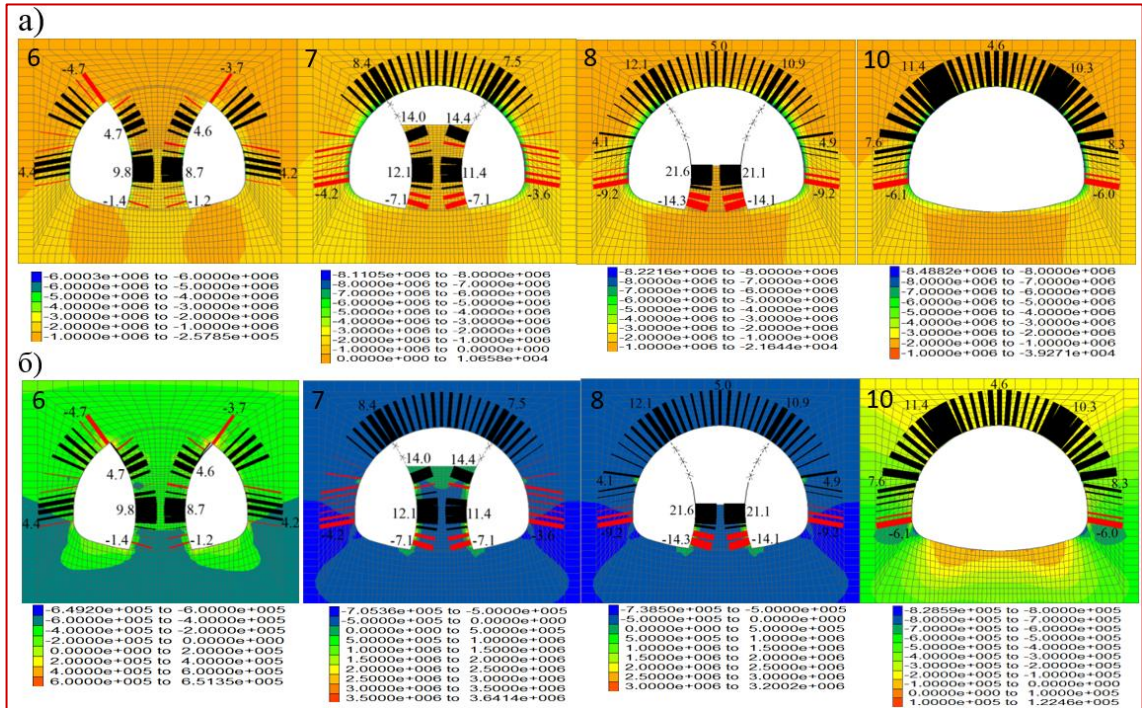 а)
6 7 8 10
-4.7 -3.7 8.4 7.5 12.1 5.0 10.9 11.4 4.6 10.3
4.7 4.6 14.0 14.4 4.1 4.9 7.6 8.3
4.4 9.8 8.7 4.2 12.1 11.4 21.6 21.1
-1.4 -1.2 -4.2 -7.1 -7.1 -3.6 -9.2 -14.3 -14.1 -9.2 -6.1 -6.0
-6.0003e+006 to -6.0000e+006
-6.0000e+006 to -5.0000e+006
-5.0000e+006 to -4.0000e+006
-4.0000e+006 to -3.0000e+006
-3.0000e+006 to -2.0000e+006
-2.0000e+006 to -1.0000e+006
-1.0000e+006 to -2.5785e+005
-8.1105e+006 to -8.0000e+006
-8.0000e+006 to -7.0000e+006
-7.0000e+006 to -6.0000e+006
-6.0000e+006 to -5.0000e+006
-5.0000e+006 to -4.0000e+006
-4.0000e+006 to -3.0000e+006
-3.0000e+006 to -2.0000e+006
-2.0000e+006 to -1.0000e+006
-1.0000e+006 to 0.0000e+000
0.0000e+000 to 1.0658e+004
-8.2216e+006 to -8.0000e+006
-8.0000e+006 to -7.0000e+006
-7.0000e+006 to -6.0000e+006
-6.0000e+006 to -5.0000e+006
-5.0000e+006 to -4.0000e+006
-4.0000e+006 to -3.0000e+006
-3.0000e+006 to -2.0000e+006
-2.0000e+006 to -1.0000e+006
-1.0000e+006 to -2.1644e+004
-8.4882e+006 to -8.0000e+006
-8.0000e+006 to -7.0000e+006
-7.0000e+006 to -6.0000e+006
-6.0000e+006 to -5.0000e+006
-5.0000e+006 to -4.0000e+006
-4.0000e+006 to -3.0000e+006
-3.0000e+006 to -2.0000e+006
-2.0000e+006 to -1.0000e+006
-1.0000e+006 to -3.9271e+004
б)
6 7 8 10
-4.7 -3.7 8.4 7.5 12.1 5.0 10.9 11.4 4.6 10.3
4.7 4.6 14.0 14.4 4.1 4.9 7.6 8.3
4.4 9.8 8.7 4.2 12.1 11.4 21.6 21.1
-1.4 -1.2 -4.2 -7.1 -7.1 -3.6 -9.2 -14.3 -14.1 -9.2 -6.1 -6.0
-6.4920e+005 to -6.0000e+005
-6.0000e+005 to -4.0000e+005
-4.0000e+005 to -2.0000e+005
-2.0000e+005 to 0.0000e+000
0.0000e+000 to 2.0000e+005
2.0000e+005 to 4.0000e+005
4.0000e+005 to 6.0000e+005
6.0000e+005 to 6.5135e+005
-7.0536e+005 to -5.0000e+005
-5.0000e+005 to 0.0000e+000
0.0000e+000 to 5.0000e+005
5.0000e+005 to 1.0000e+006
1.0000e+006 to 1.5000e+006
1.5000e+006 to 2.0000e+006
2.0000e+006 to 2.5000e+006
2.5000e+006 to 3.0000e+006
3.0000e+006 to 3.5000e+006
3.5000e+006 to 3.6414e+006
-7.3850e+005 to -5.0000e+005
-5.0000e+005 to 0.0000e+000
0.0000e+000 to 5.0000e+005
5.0000e+005 to 1.0000e+006
1.0000e+006 to 1.5000e+006
1.5000e+006 to 2.0000e+006
2.0000e+006 to 2.5000e+006
2.5000e+006 to 3.0000e+006
3.0000e+006 to 3.2002e+006
-8.2859e+005 to -8.0000e+005
-8.0000e+005 to -7.0000e+005
-7.0000e+005 to -6.0000e+005
-6.0000e+005 to -5.0000e+005
-5.0000e+005 to -4.0000e+005
-4.0000e+005 to -3.0000e+005
-3.0000e+005 to -2.0000e+005
-2.0000e+005 to -1.0000e+005
-1.0000e+005 to 0.0000e+000
0.0000e+000 to 1.0000e+005
1.0000e+005 to 1.2246e+005